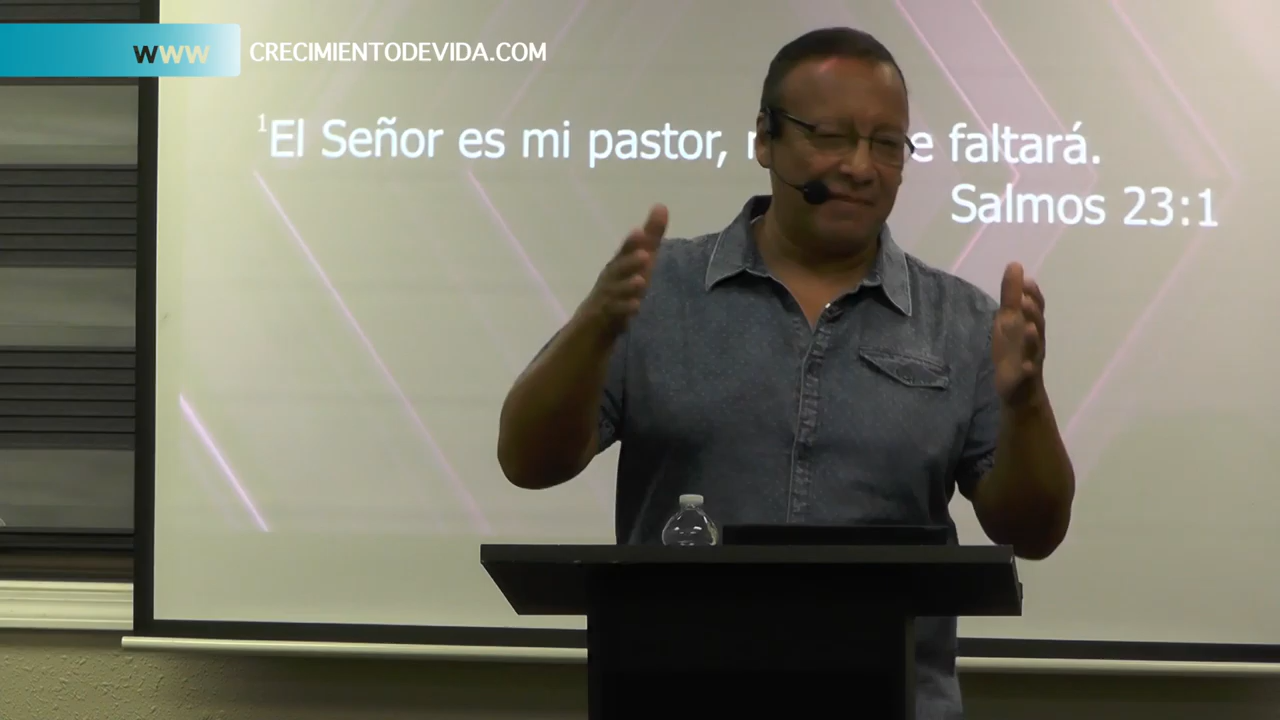 WWW CRECIMIENTODEVIDA.COM
1El Señor es mi pastor, faltará.
Salmos 23:1